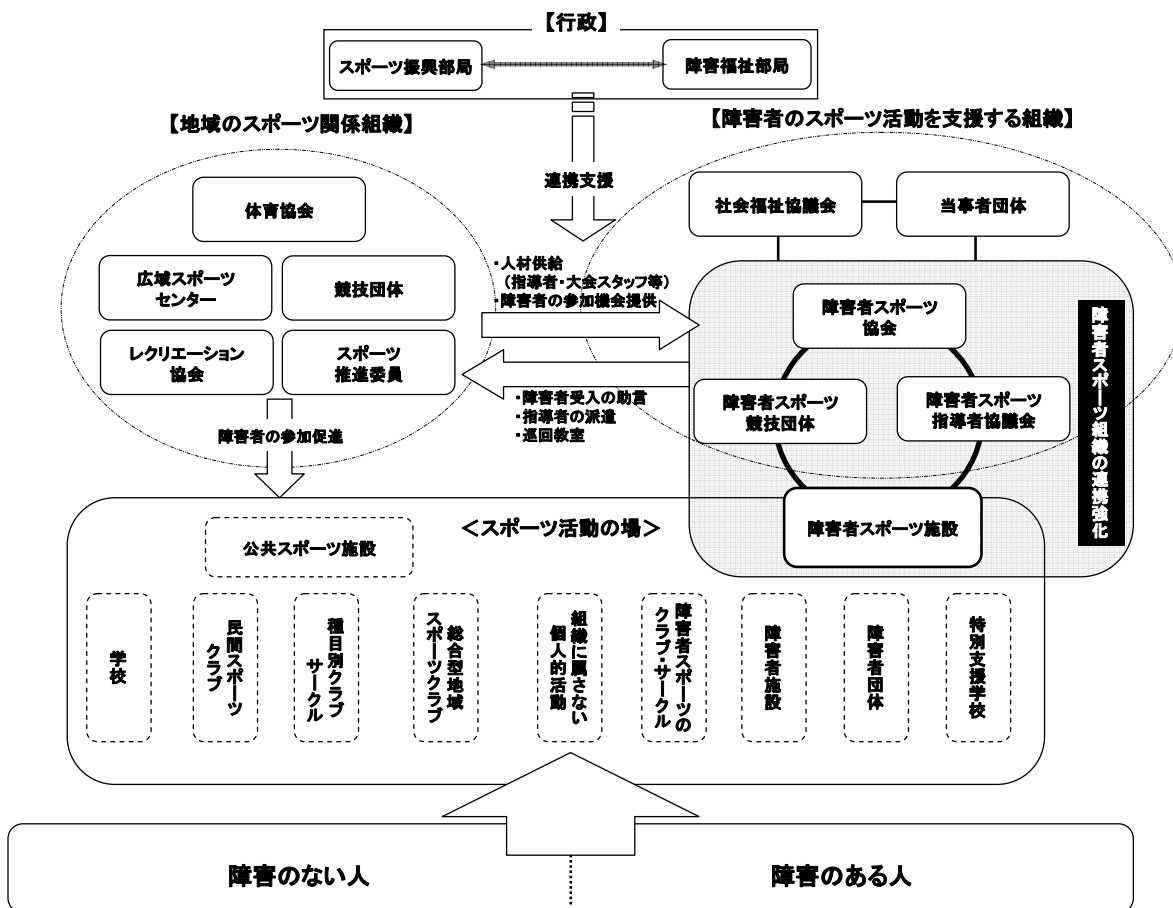 【行政】
スポーツ振興部局
障害福祉部局
【地域のスポーツ関係組織】
【障害者のスポーツ活動を支援する組織】
連携支援
体育協会
広域スポーツ
センター
競技団体
レクリエーション
協会
スポーツ
推進委員
・人材供給
（指導者・大会スタッフ等）
・障害者の参加機会提供
・障害者受入の助言
・指導者の派遣
・巡回教室
社会福祉協議会
当事者団体
障害者スポーツ
協会
障害者スポーツ
競技団体
障害者スポーツ
指導者協議会
障害者スポーツ施設
障害者スポーツ組織の連携強化
障害者の参加促進
＜スポーツ活動の場＞
公共スポーツ施設
学校
民間スポーツ
クラブ
種目別クラブ
サークル
総合型地域
スポーツクラブ
組織に属さない
個人的活動
障害者スポーツの
クラブ・サークル
障害者施設
障害者団体
特別支援学校
障害のない人
障害のある人